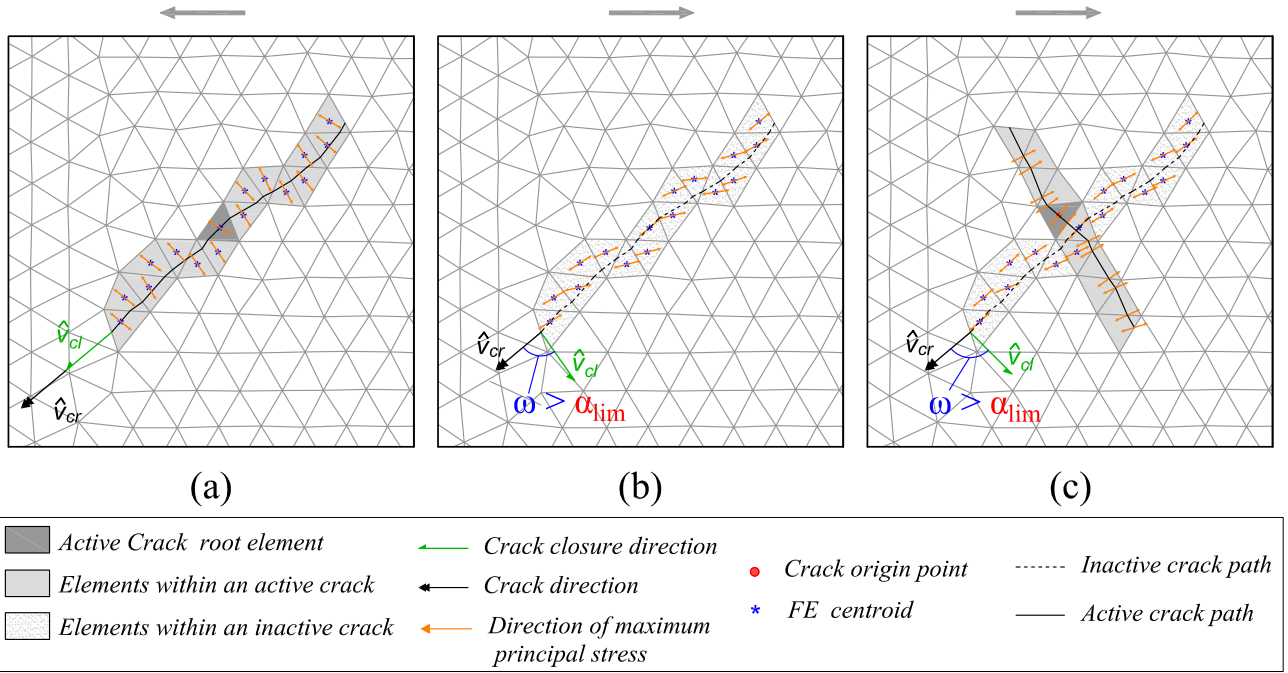 v̂cl
v̂cr
v̂cr
v̂cl
ω > αlim
v̂cr
v̂cl
ω > αlim
(a)
(b)
(c)
Active Crack root element
Elements within an active crack
Elements within an inactive crack
Crack closure direction
Crack direction
Direction of maximum
principal stress
Crack origin point
FE centroid
Inactive crack path
Active crack path